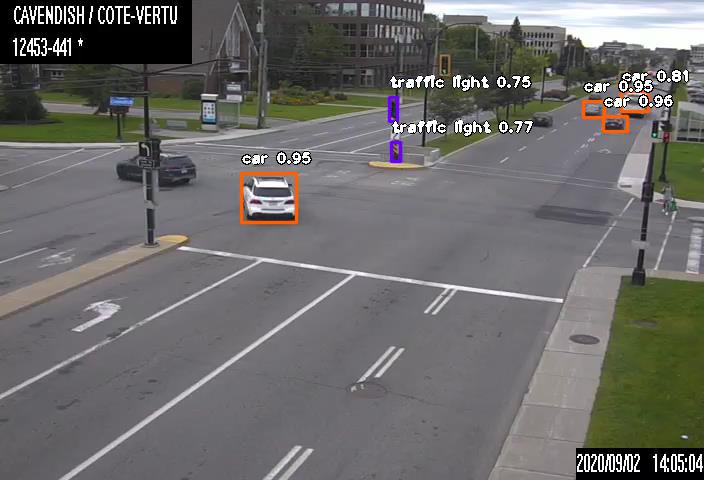 CAVENDISH / COTE-VERTU
12453-441 *
traffic light 0.75
car 0.81
car 0.95
car 0.96
traffic light 0.77
car 0.95
2020/09/02 14:05:04